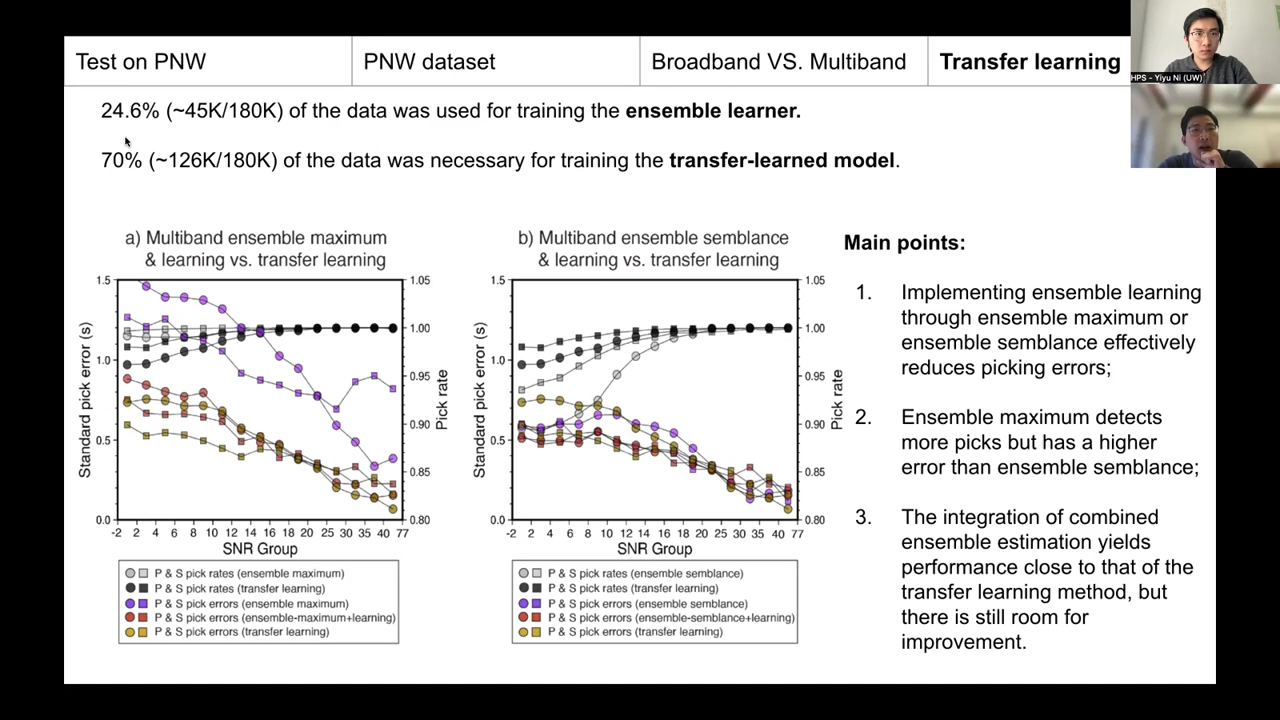 Test on PNW
PNW dataset
Broadband VS. Multiband
Transfer learning
HPS - Yiyu Ni (UW)
24.6% (~45K/180K) of the data was used for training the ensemble learner.
70% (~126K/180K) of the data was necessary for training the transfer-learned model.
a) Multiband ensemble maximum
& learning vs. transfer learning
1.5
1.0
0.5
0.0
Standard pick error (s)
1.05
1.00
0.95
0.90
0.85
0.80
Pick rate
-2 2 4 6 8 10 12 14 16 18 20 25 30 35 40 77
SNR Group
P & S pick rates (ensemble maximum)
P & S pick rates (transfer learning)
P & S pick errors (ensemble maximum)
P & S pick errors (ensemble-maximum+learning)
P & S pick errors (transfer learning)
b) Multiband ensemble semblance
& learning vs. transfer learning
1.5
1.0
0.5
0.0
Standard pick error (s)
1.05
1.00
0.95
0.90
0.85
0.80
Pick rate
-2 2 4 6 8 10 12 14 16 18 20 25 30 35 40 77
SNR Group
P & S pick rates (ensemble semblance)
P & S pick rates (transfer learning)
P & S pick errors (ensemble semblance)
P & S pick errors (ensemble-semblance+learning)
P & S pick errors (transfer learning)
Main points:
1. Implementing ensemble learning
through ensemble maximum or
ensemble semblance effectively
reduces picking errors;
2. Ensemble maximum detects
more picks but has a higher
error than ensemble semblance;
3. The integration of combined
ensemble estimation yields
performance close to that of the
transfer learning method, but
there is still room for
improvement.